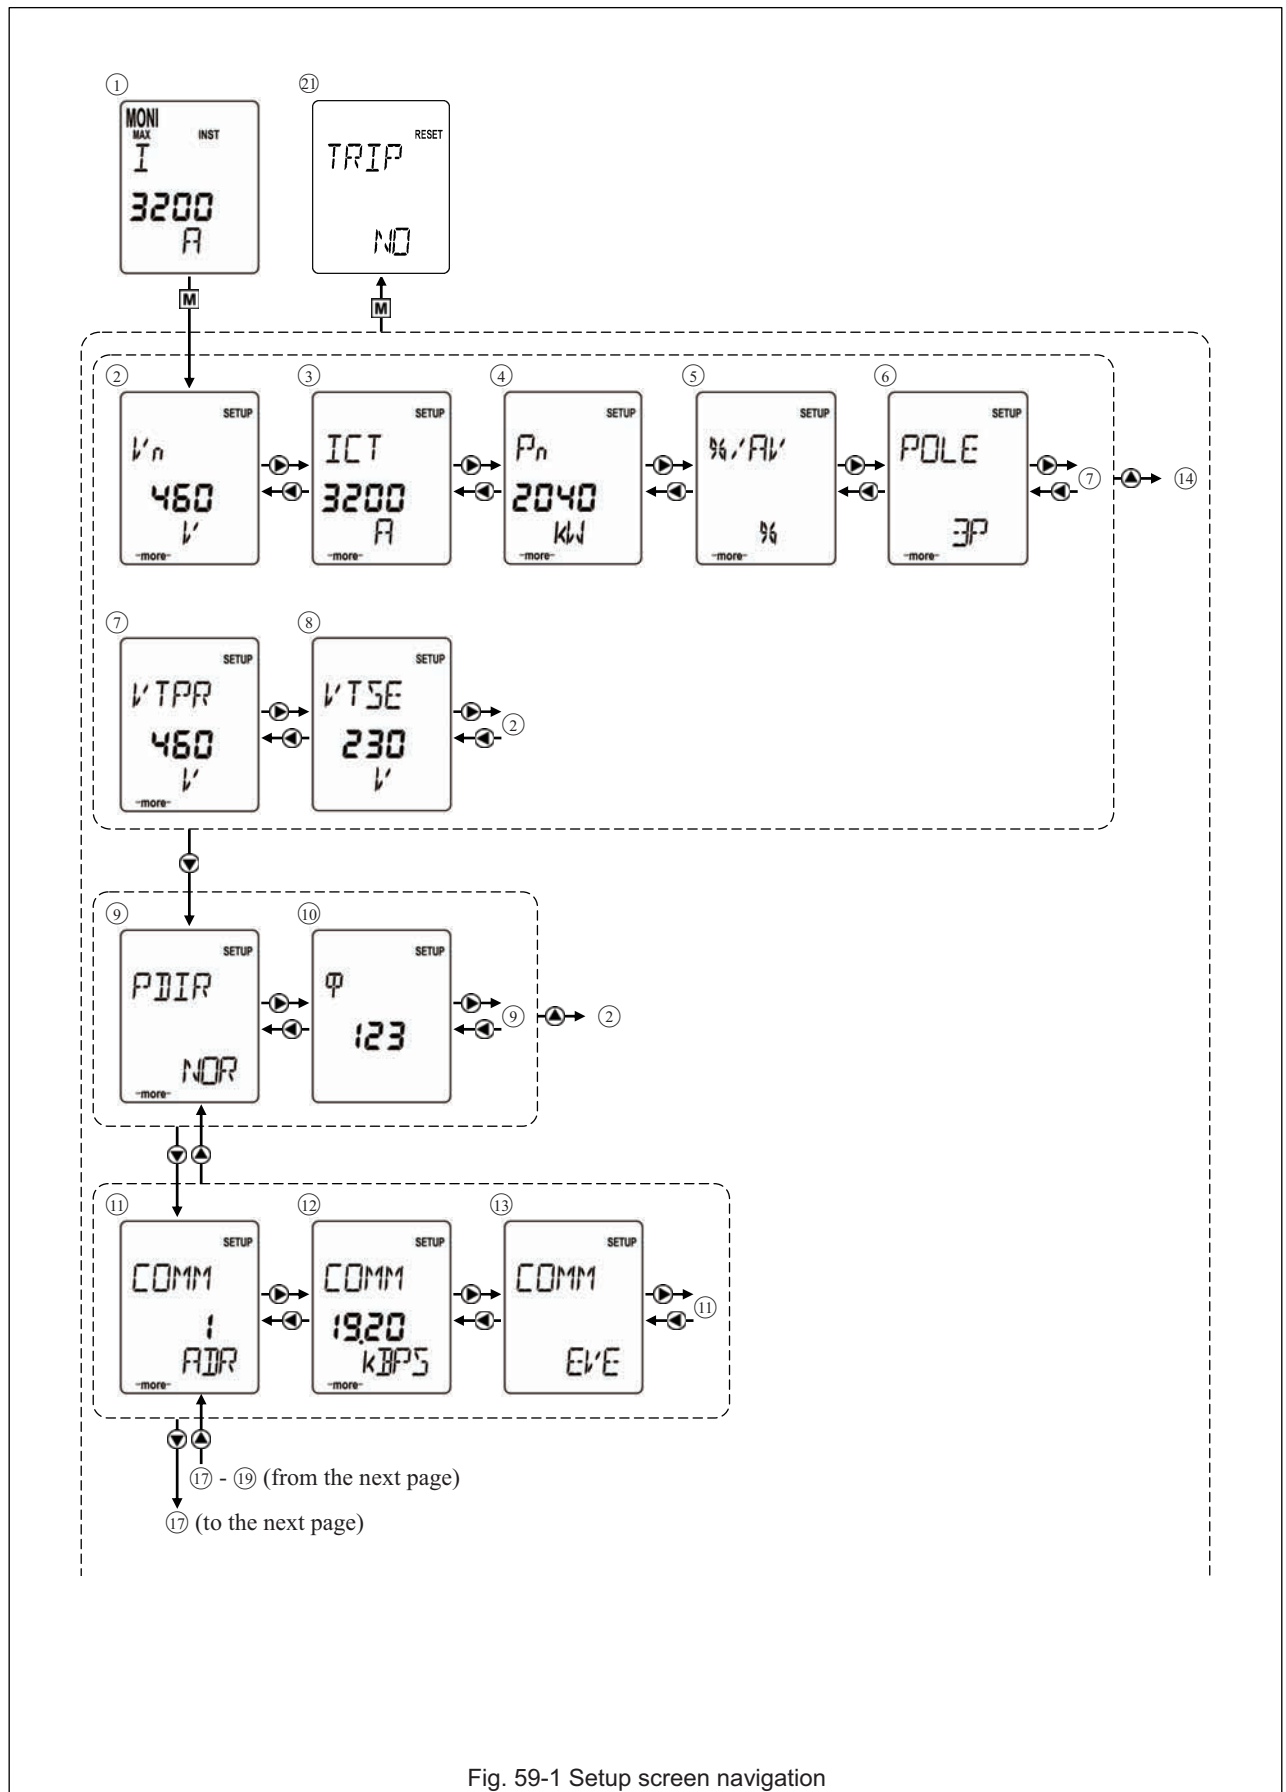 ① ㉑
MONI
MAX INST
I
3200
A
RESET
TRIP
NO
M M
② ③ ④ ⑤ ⑥
SETUP
Vn
460
V
-more-
SETUP
ICT
3200
A
-more-
SETUP
Pn
2040
kW
-more-
SETUP
%/AV
%
-more-
SETUP
POLE
3P
-more-
⑦ ⑭
⑦ ⑧
SETUP
VTPR
460
V
-more-
SETUP
VTSE
230
V
②
⑨ ⑩
SETUP
PDIR
NOR
-more-
SETUP
φ
123
⑨ ②
⑪ ⑫ ⑬
SETUP
COMM
1
ADR
-more-
SETUP
COMM
19.20
kBPS
-more-
SETUP
COMM
EVE
⑪
⑰ - ⑲ (from the next page)
⑰ (to the next page)
Fig. 59-1 Setup screen navigation